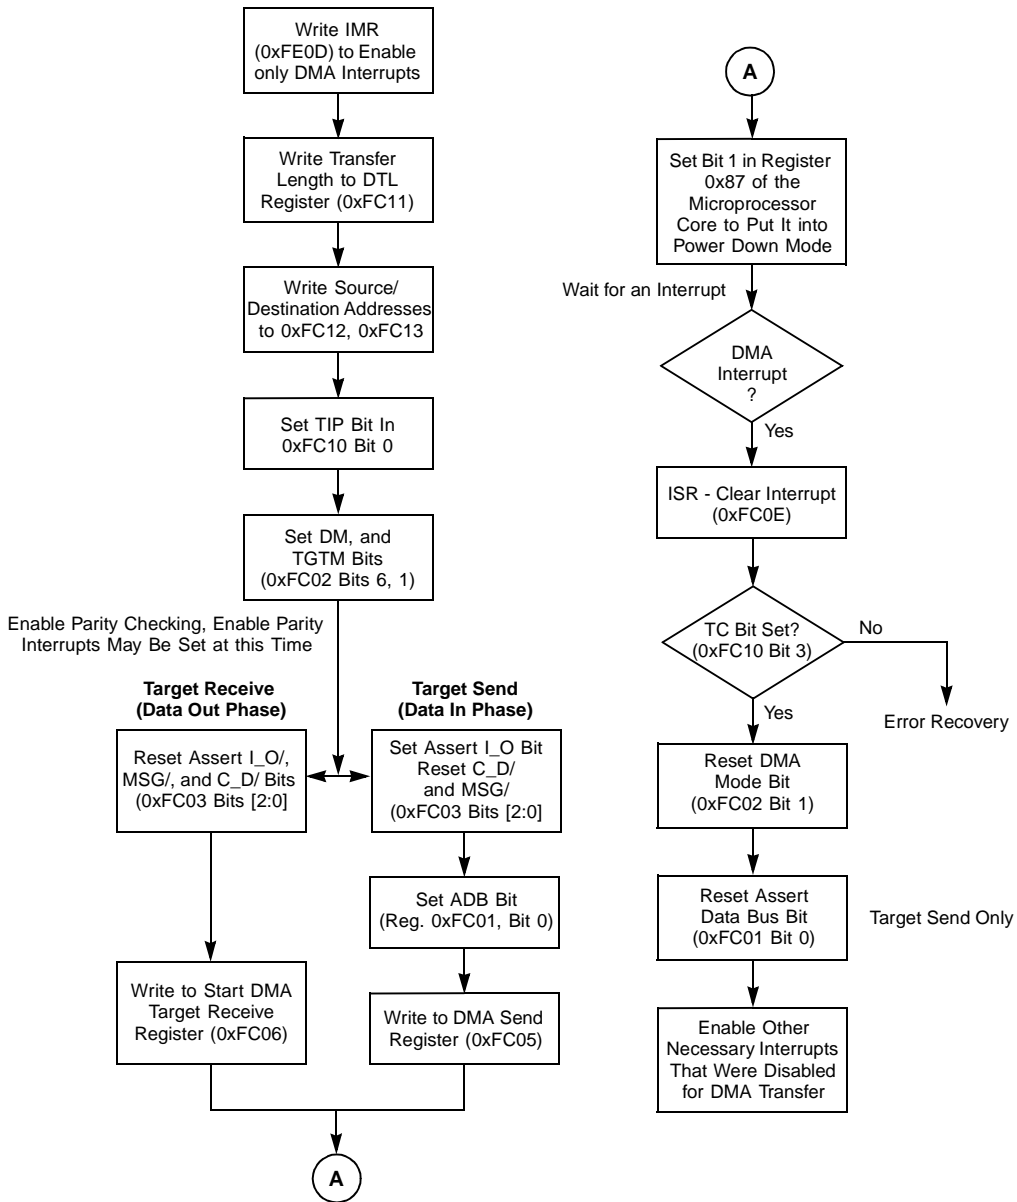 Write IMR
(0xFE0D) to Enable
only DMA Interrupts
Write Transfer
Length to DTL
Register (0xFC11)
Write Source/
Destination Addresses
to 0xFC12, 0xFC13
Set TIP Bit In
0xFC10 Bit 0
Set DM, and
TGTM Bits
(0xFC02 Bits 6, 1)
Enable Parity Checking, Enable Parity
Interrupts May Be Set at this Time
Target Receive
(Data Out Phase)
Reset Assert I_O/,
MSG/, and C_D/ Bits
(0xFC03 Bits [2:0]
Write to Start DMA
Target Receive
Register (0xFC06)
Target Send
(Data In Phase)
Set Assert I_O Bit
Reset C_D/
and MSG/
(0xFC03 Bits [2:0]
Set ADB Bit
(Reg. 0xFC01, Bit 0)
Write to DMA Send
Register (0xFC05)
A
A
Set Bit 1 in Register
0x87 of the
Microprocessor
Core to Put It into
Power Down Mode
Wait for an Interrupt
DMA
Interrupt
?
Yes
ISR - Clear Interrupt
(0xFC0E)
TC Bit Set?
(0xFC10 Bit 3)
No
Error Recovery
Yes
Reset DMA
Mode Bit
(0xFC02 Bit 1)
Reset Assert
Data Bus Bit
(0xFC01 Bit 0)
Target Send Only
Enable Other
Necessary Interrupts
That Were Disabled
for DMA Transfer